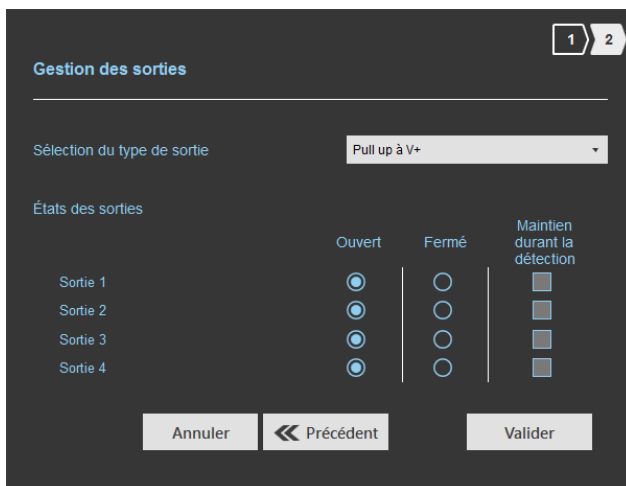 1 2
Gestion des sorties
Sélection du type de sortie Pull up à V+
États des sorties
Ouvert Fermé Maintien durant la détection
Sortie 1
Sortie 2
Sortie 3
Sortie 4
Annuler Précédent Valider